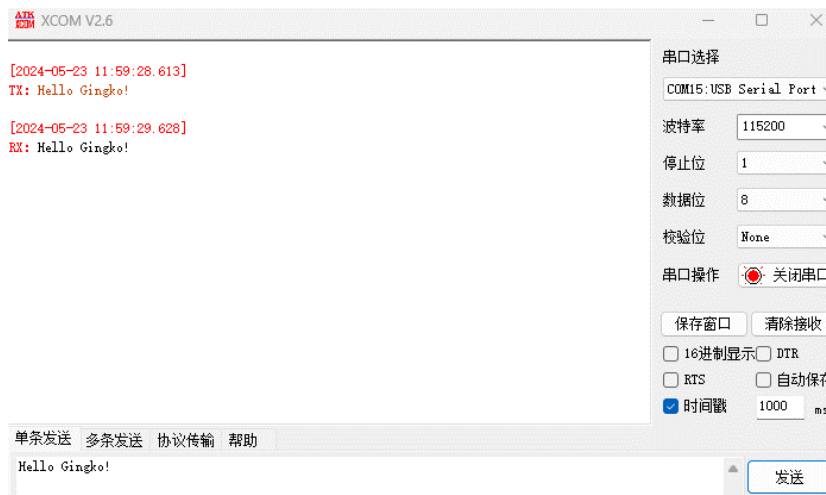 ATK XCOM XCOM V2.6
[2024-05-23 11:59:28.613]
TX: Hello Gingko!
[2024-05-23 11:59:29.628]
RX: Hello Gingko!
串口选择
COM15:USB Serial Port
波特率 115200
停止位 1
数据位 8
校验位 None
串口操作 关闭串口
保存窗口 清除接收
16进制显示 DTR
RTS 自动保存
时间戳 1000 ms
单条发送 多条发送 协议传输 帮助
Hello Gingko!
发送